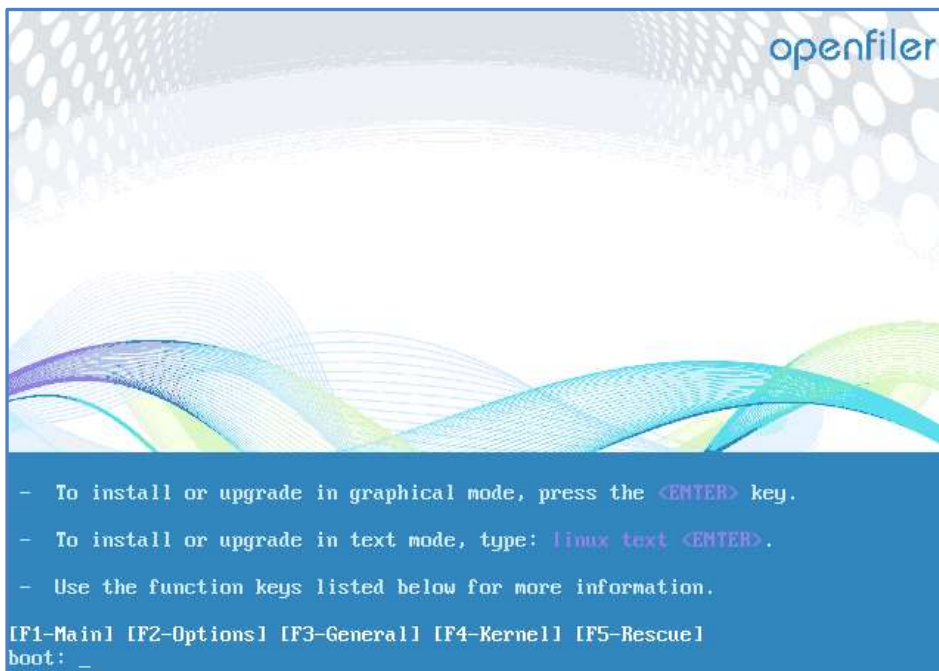 openfiler
- To install or upgrade in graphical mode, press the <ENTER> key.
- To install or upgrade in text mode, type: linux text <ENTER>.
- Use the function keys listed below for more information.
[F1-Main] [F2-Options] [F3-General] [F4-Kernel] [F5-Rescue]
boot: _